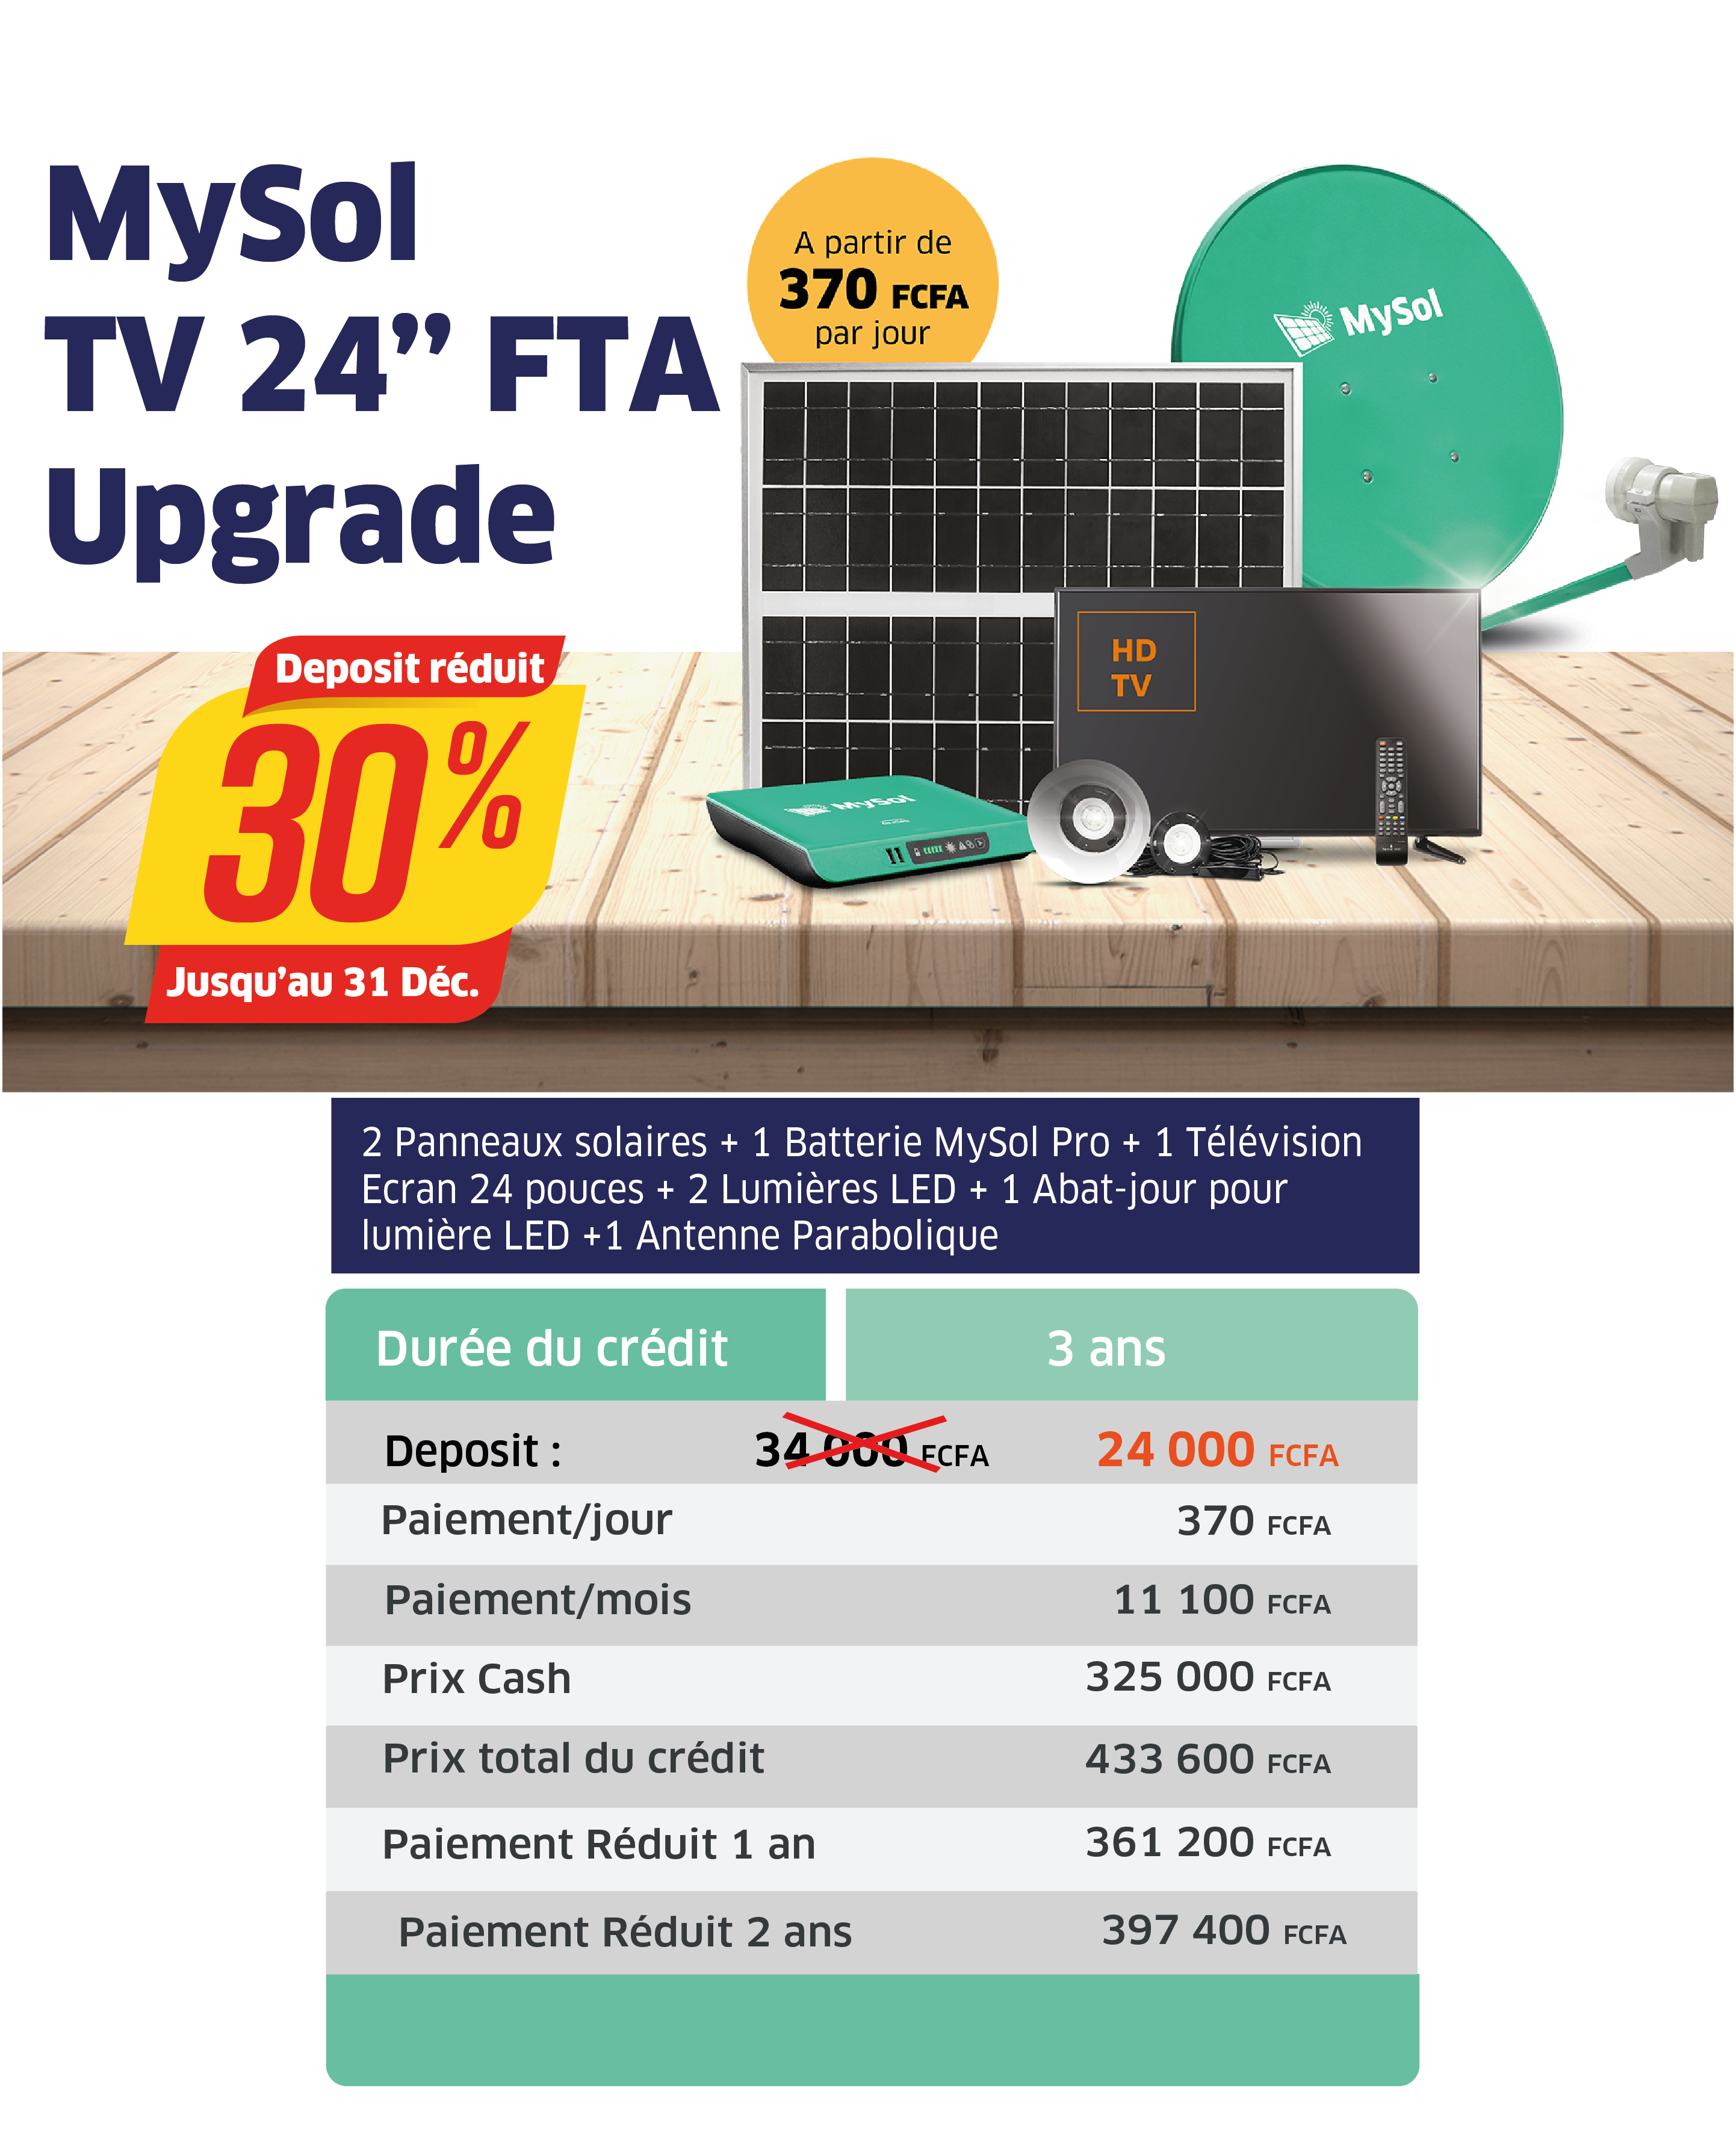 MySol
TV 24’’ FTA
Upgrade
A partir de
370 FCFA
par jour
MySol
HD
TV
MySol
Deposit réduit
30%
Jusqu’au 31 Déc.
2 Panneaux solaires + 1 Batterie MySol Pro + 1 Télévision
Ecran 24 pouces + 2 Lumières LED + 1 Abat-jour pour
lumière LED +1 Antenne Parabolique
Durée du crédit 3 ans
Deposit : 34 000 FCFA 24 000 FCFA
Paiement/jour 370 FCFA
Paiement/mois 11 100 FCFA
Prix Cash 325 000 FCFA
Prix total du crédit 433 600 FCFA
Paiement Réduit 1 an 361 200 FCFA
Paiement Réduit 2 ans 397 400 FCFA